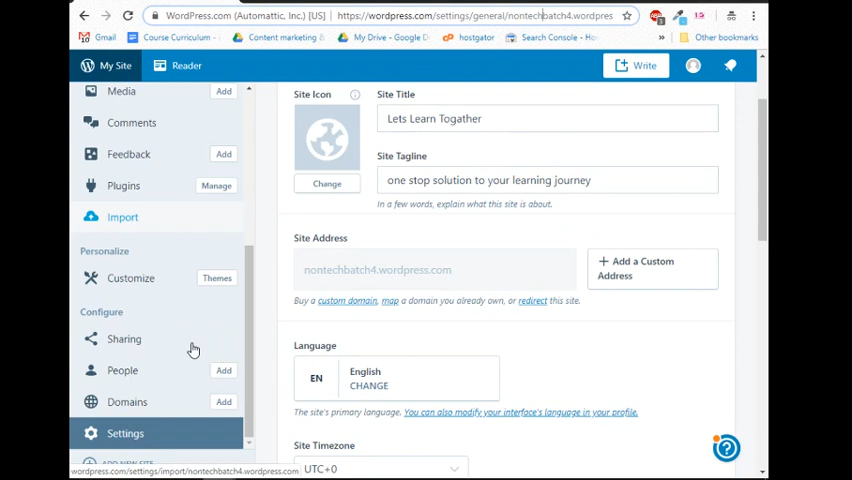 WordPress.com (Automattic, Inc.) [US] https://wordpress.com/settings/general/nontechbatch4.wordpres
Gmail Course Curriculum - Content marketing & My Drive - Google D hostgator Search Console - Hom » Other bookmarks
My Site Reader Write
Media Add
Comments
Feedback Add
Plugins Manage
Import
Personalize
Customize Themes
Configure
Sharing
People Add
Domains Add
Settings
ADD NEW SITE
wordpress.com/settings/import/nontechbatch4.wordpress.com
Site Icon
Change
Site Title
Lets Learn Togather
Site Tagline
one stop solution to your learning journey
In a few words, explain what this site is about.
Site Address
nontechbatch4.wordpress.com
+ Add a Custom
Address
Buy a custom domain, map a domain you already own, or redirect this site.
Language
EN English
CHANGE
The site's primary language. You can also modify your interface's language in your profile.
Site Timezone
UTC+0